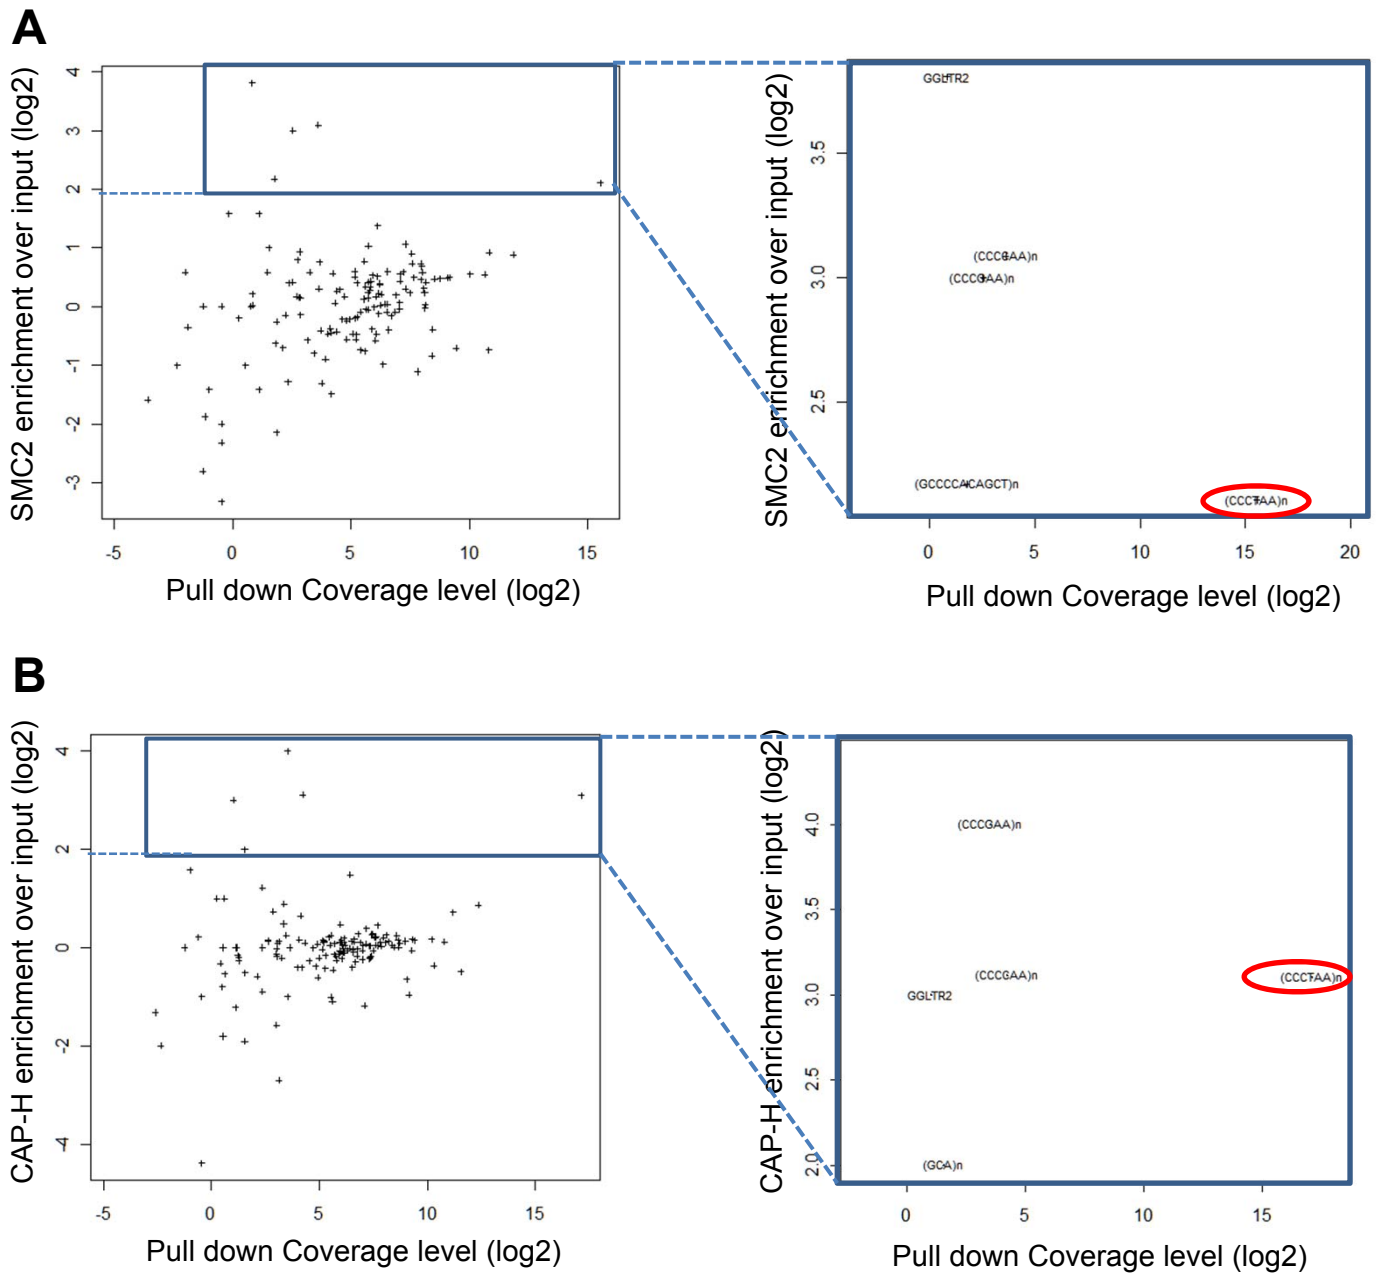 A
SMC2 enrichment over input (log2)
4
3
2
1
0
-1
-2
-3
-5
0
5
10
15
Pull down Coverage level (log2)
SMC2 enrichment over input (log2)
3.5
3.0
2.5
GGLTR2
(CCCGAA)n
(CCCGAA)n
(GCCCCACAGCT)n
(CCCTAA)n
0
5
10
15
20
Pull down Coverage level (log2)
B
CAP-H enrichment over input (log2)
4
2
0
-2
-4
-5
0
5
10
15
Pull down Coverage level (log2)
CAP-H enrichment over input (log2)
4.0
3.5
3.0
2.5
2.0
(CCCGAA)n
(CCCGAA)n
(CCCTAA)n
GGLTR2
(GCA)n
0
5
10
15
Pull down Coverage level (log2)